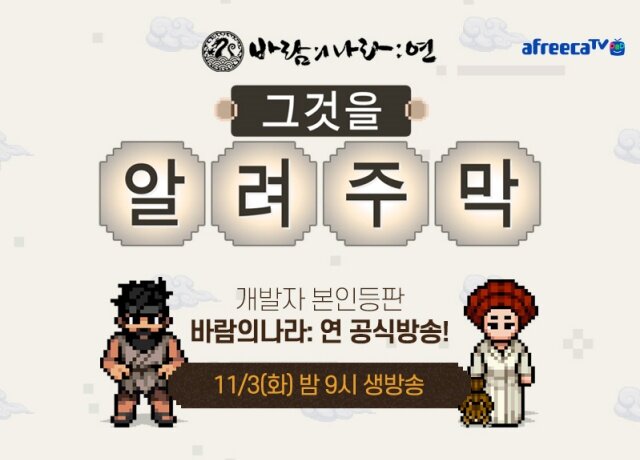 바람의나라:연
afreecaTV
그것을
알려주막
개발자 본인등판
바람의나라: 연 공식방송!
11/3(화) 밤 9시 생방송